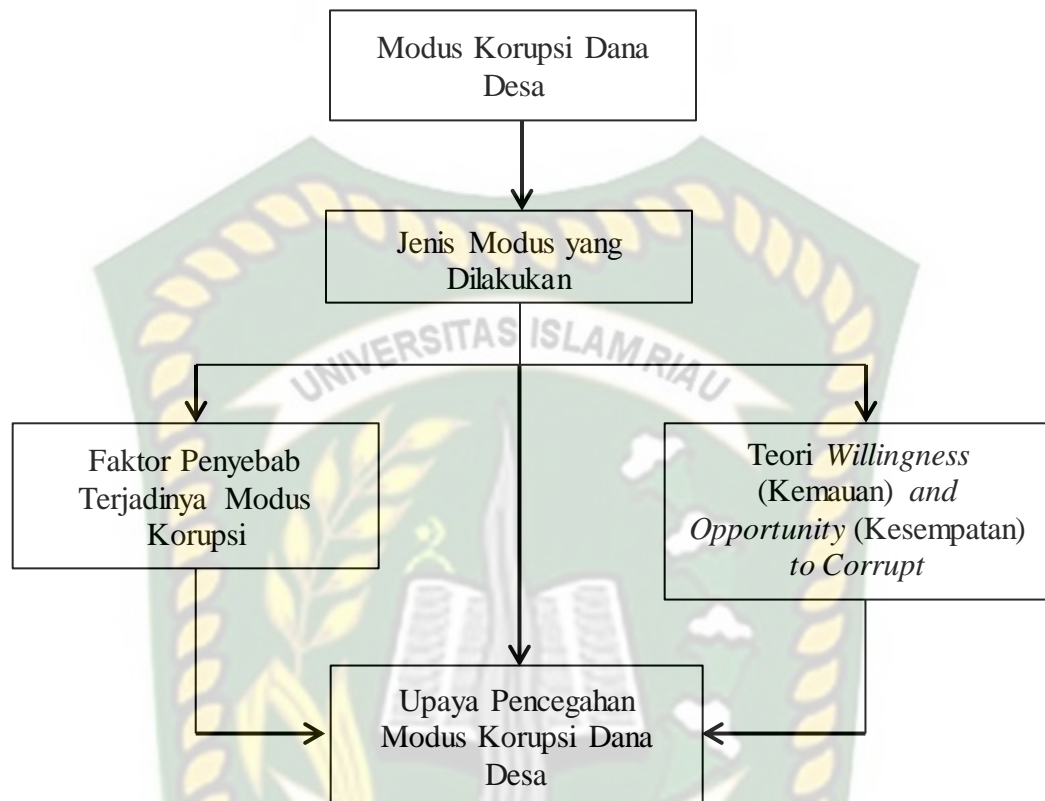 Modus Korupsi Dana
Desa
Jenis Modus yang
Dilakukan
UNIVERSITAS ISLAM RIAU
Faktor Penyebab
Terjadinya Modus
Korupsi
Teori Willingness
(Kemauan) and
Opportunity (Kesempatan)
to Corrupt
Upaya Pencegahan
Modus Korupsi Dana
Desa